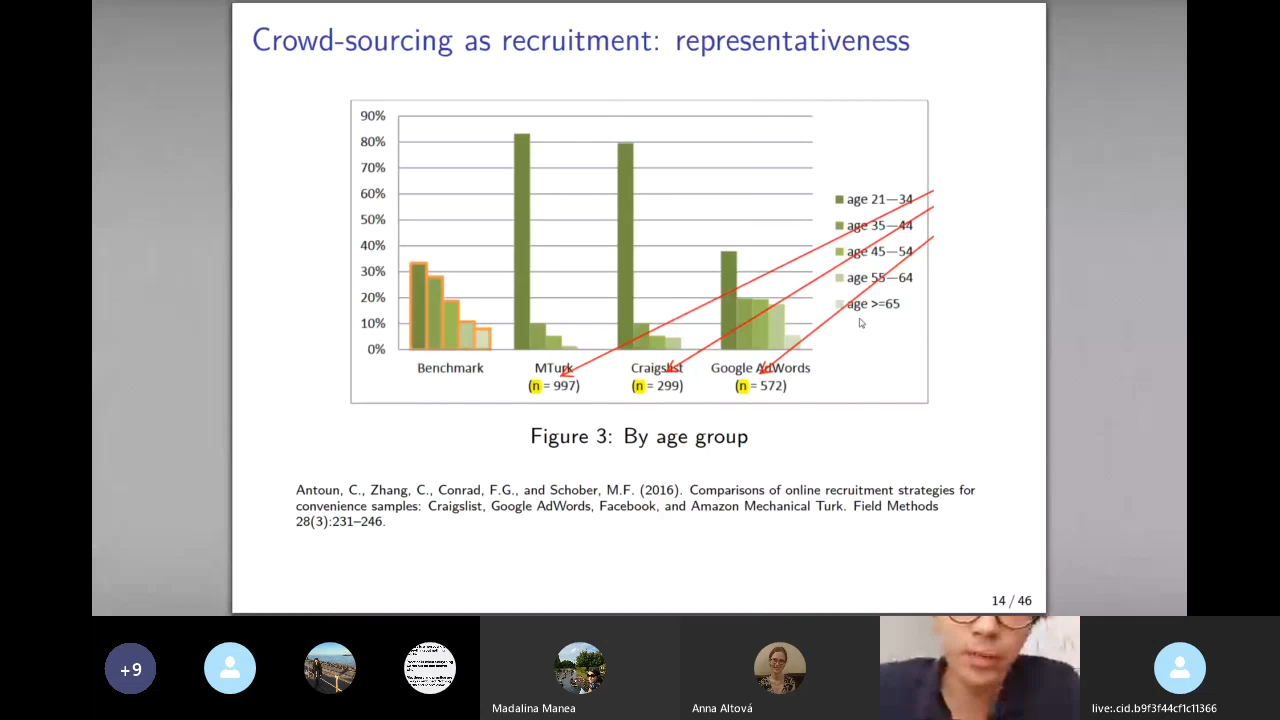 Crowd-sourcing as recruitment: representativeness
90%
80%
70%
60%
50%
40%
30%
20%
10%
0%
age 21—34
age 35—44
age 45—54
age 55—64
age >=65
Benchmark
MTurk
(n = 997)
Craigslist
(n = 299)
Google AdWords
(n = 572)
Figure 3: By age group
Antoun, C., Zhang, C., Conrad, F.G., and Schober, M.F. (2016). Comparisons of online recruitment strategies for
convenience samples: Craigslist, Google AdWords, Facebook, and Amazon Mechanical Turk. Field Methods
28(3):231–246.
14 / 46
+9
Madalina Manea
Anna Altová
live:.cid.b9f3f44cf1c11366